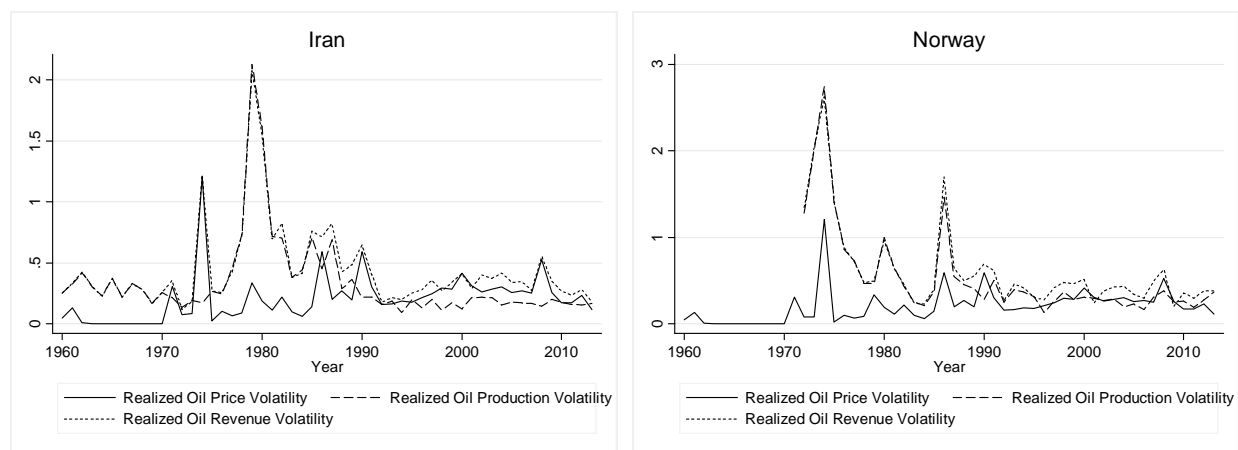 Iran
2
1.5
1
.5
0
1960 1970 1980 1990 2000 2010
Year
Realized Oil Price Volatility Realized Oil Production Volatility
Realized Oil Revenue Volatility
Norway
3
2
1
0
1960 1970 1980 1990 2000 2010
Year
Realized Oil Price Volatility Realized Oil Production Volatility
Realized Oil Revenue Volatility